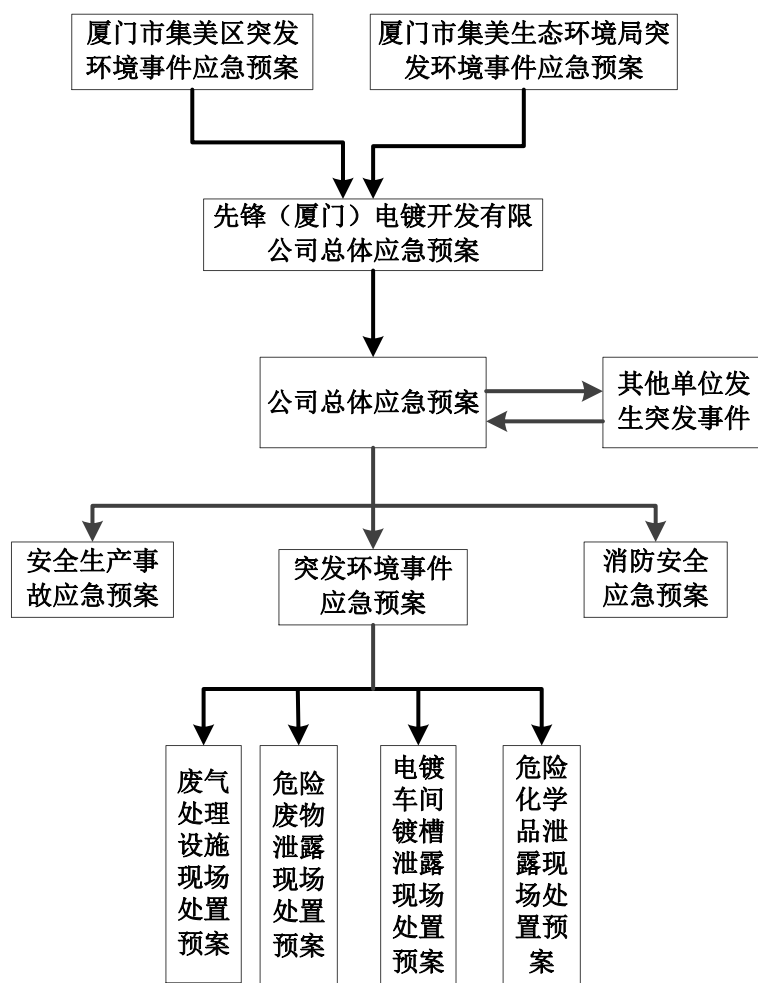 厦门市集美区突发
环境事件应急预案
厦门市集美生态环境局突
发环境事件应急预案
先锋（厦门）电镀开发有限
公司总体应急预案
公司总体应急预案
其他单位发
生突发事件
安全生产事
故应急预案
突发环境事件
应急预案
消防安全
应急预案
废气
处理
设施
现场
处置
预案
危险
废物
泄露
现场
处置
预案
电镀
车间
镀槽
泄露
现场
处置
预案
危险
化学
品泄
露现
场处
置预
案